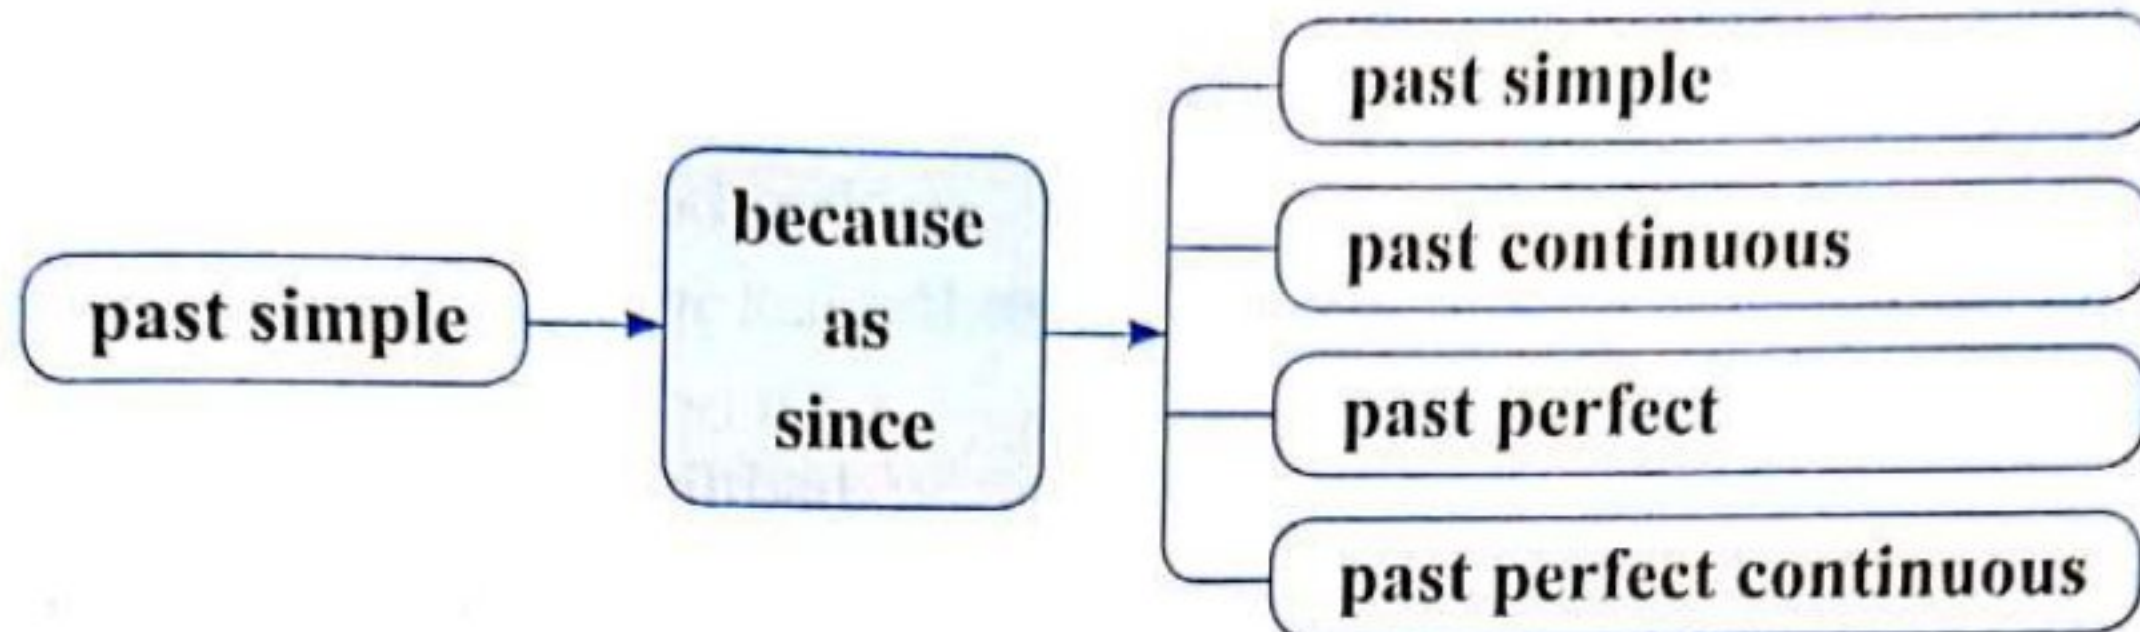 past simple
because
as
since
past simple
past continuous
past perfect
past perfect continuous